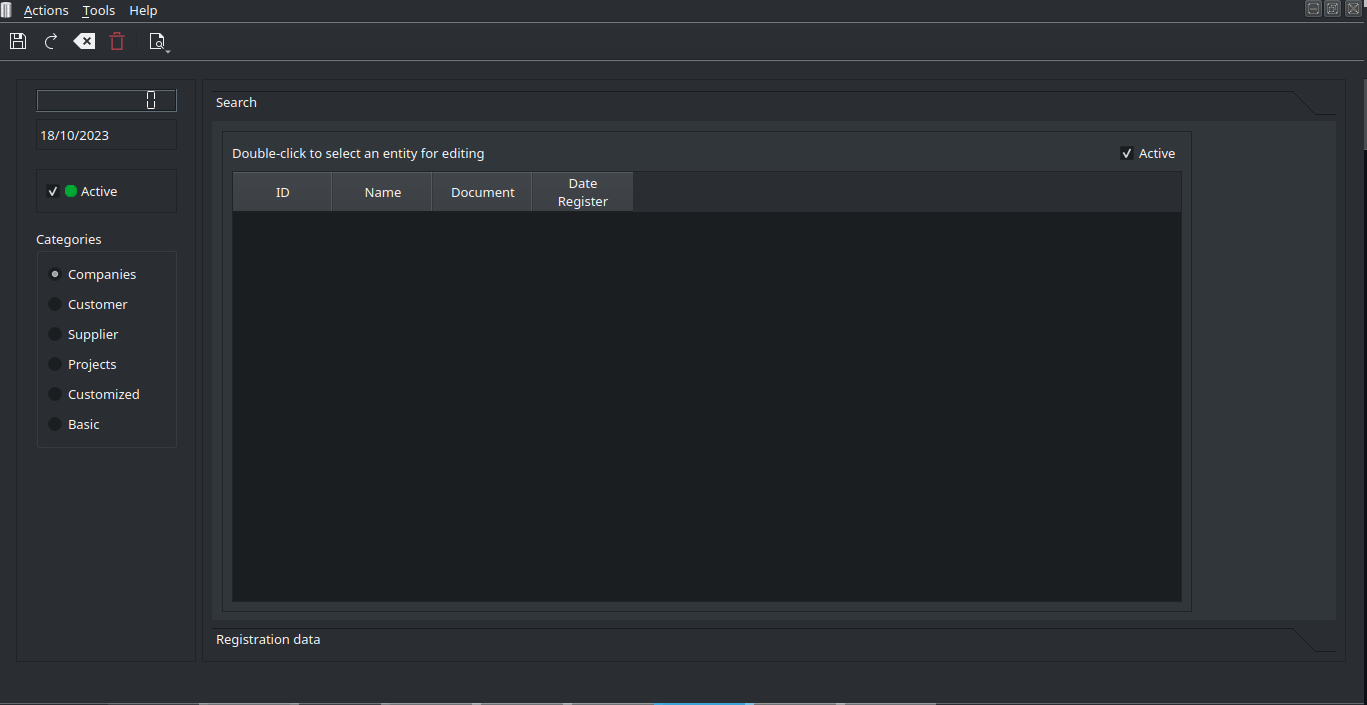 Actions Tools Help
0
18/10/2023
Active
Categories
Companies
Customer
Supplier
Projects
Customized
Basic
Search
Double-click to select an entity for editing
Active
ID
Name
Document
Date
Register
Registration data